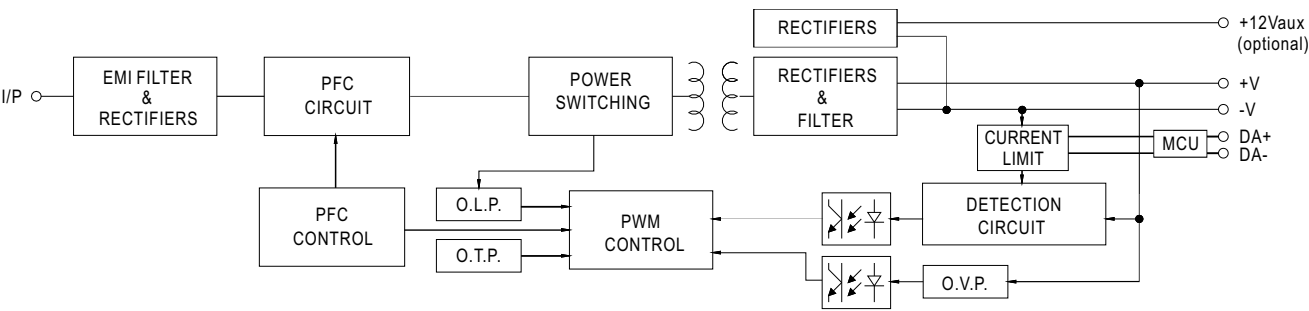 RECTIFIERS
+12Vaux
(optional)
I/P
EMI FILTER
&
RECTIFIERS
PFC
CIRCUIT
POWER
SWITCHING
RECTIFIERS
&
FILTER
+V
-V
CURRENT
LIMIT
MCU
DA+
DA-
PFC
CONTROL
O.L.P.
O.T.P.
PWM
CONTROL
DETECTION
CIRCUIT
O.V.P.